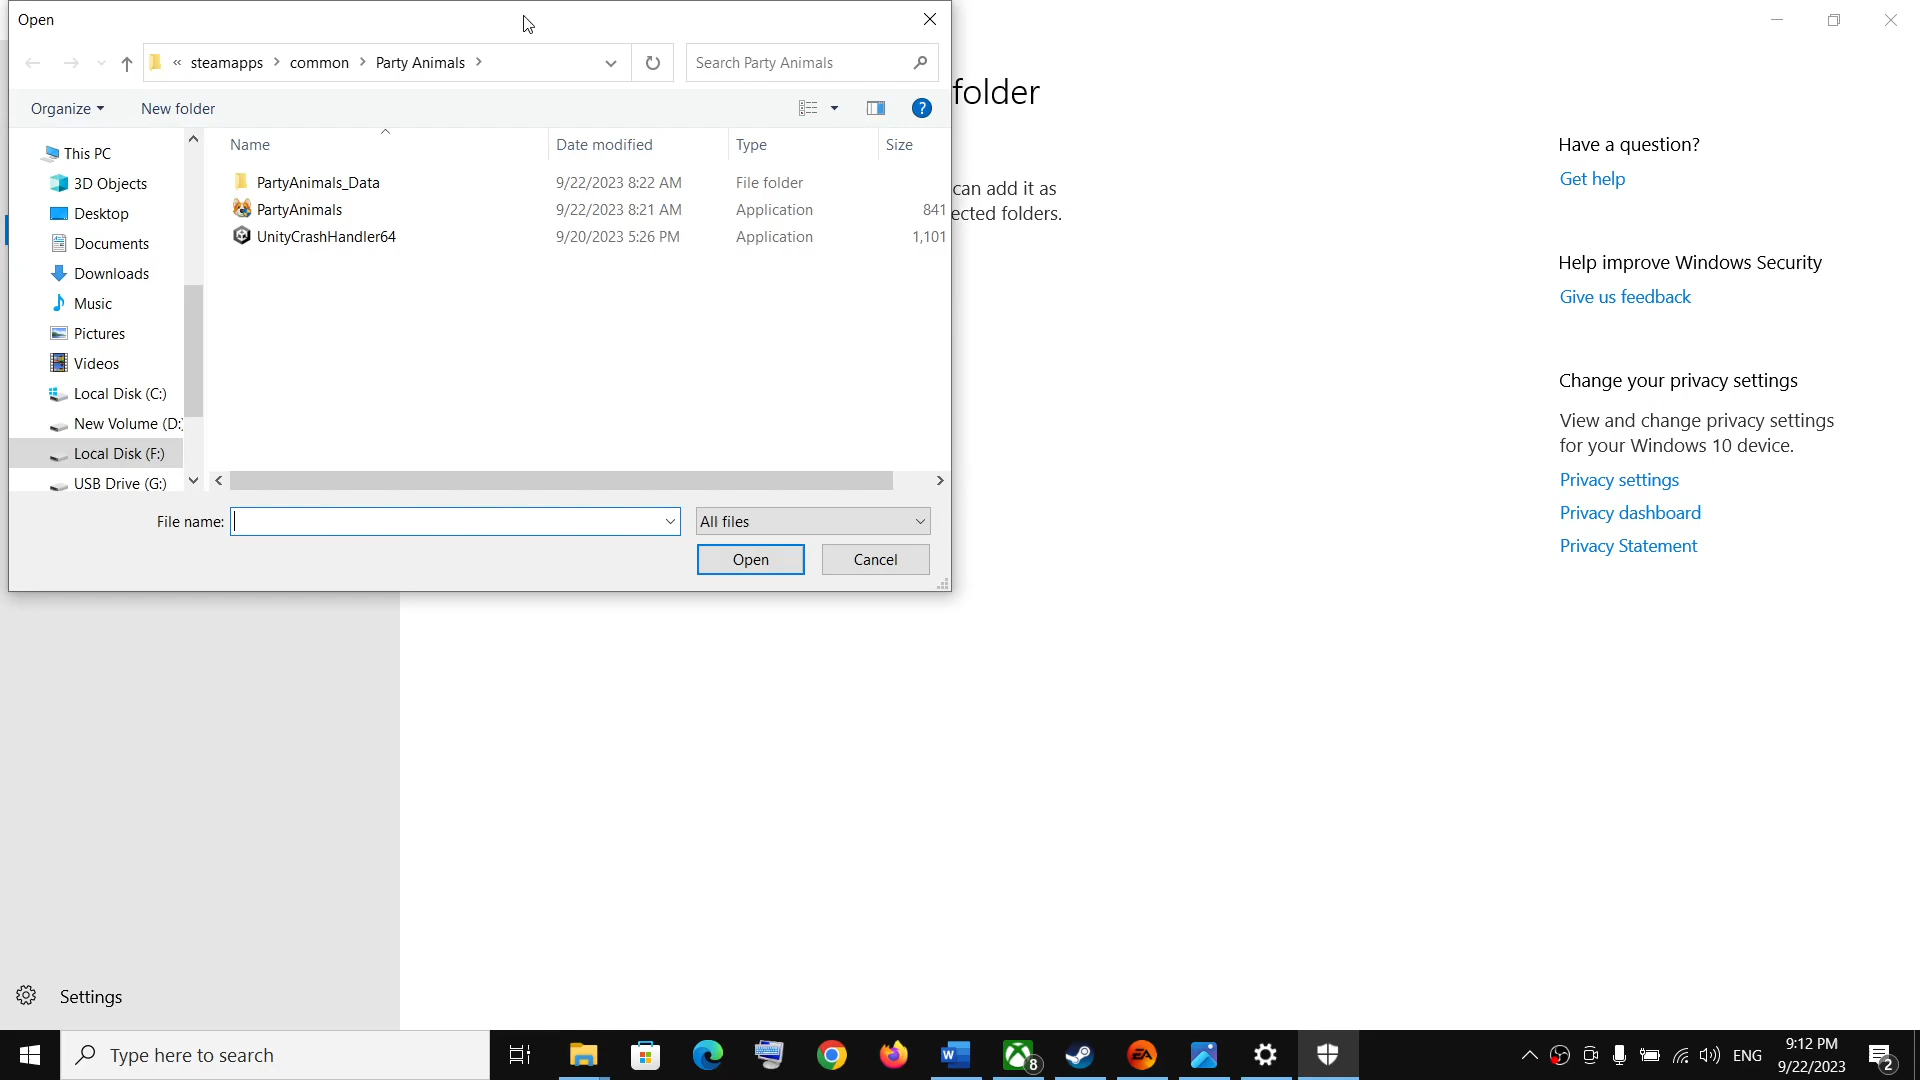 Open
« steamapps > common > Party Animals >
Search Party Animals
Organize
New folder
?
This PC
3D Objects
Desktop
Documents
Downloads
Music
Pictures
Videos
Local Disk (C:)
New Volume (D:)
Local Disk (F:)
USB Drive (G:)
Name Date modified Type Size
PartyAnimals_Data 9/22/2023 8:22 AM File folder
PartyAnimals 9/22/2023 8:21 AM Application 841
UnityCrashHandler64 9/20/2023 5:26 PM Application 1,101
File name:
All files
Open
Cancel
folder
can add it as
ected folders.
Have a question?
Get help
Help improve Windows Security
Give us feedback
Change your privacy settings
View and change privacy settings
for your Windows 10 device.
Privacy settings
Privacy dashboard
Privacy Statement
Settings
Type here to search
W
8
EA
ENG
9:12 PM
9/22/2023
2